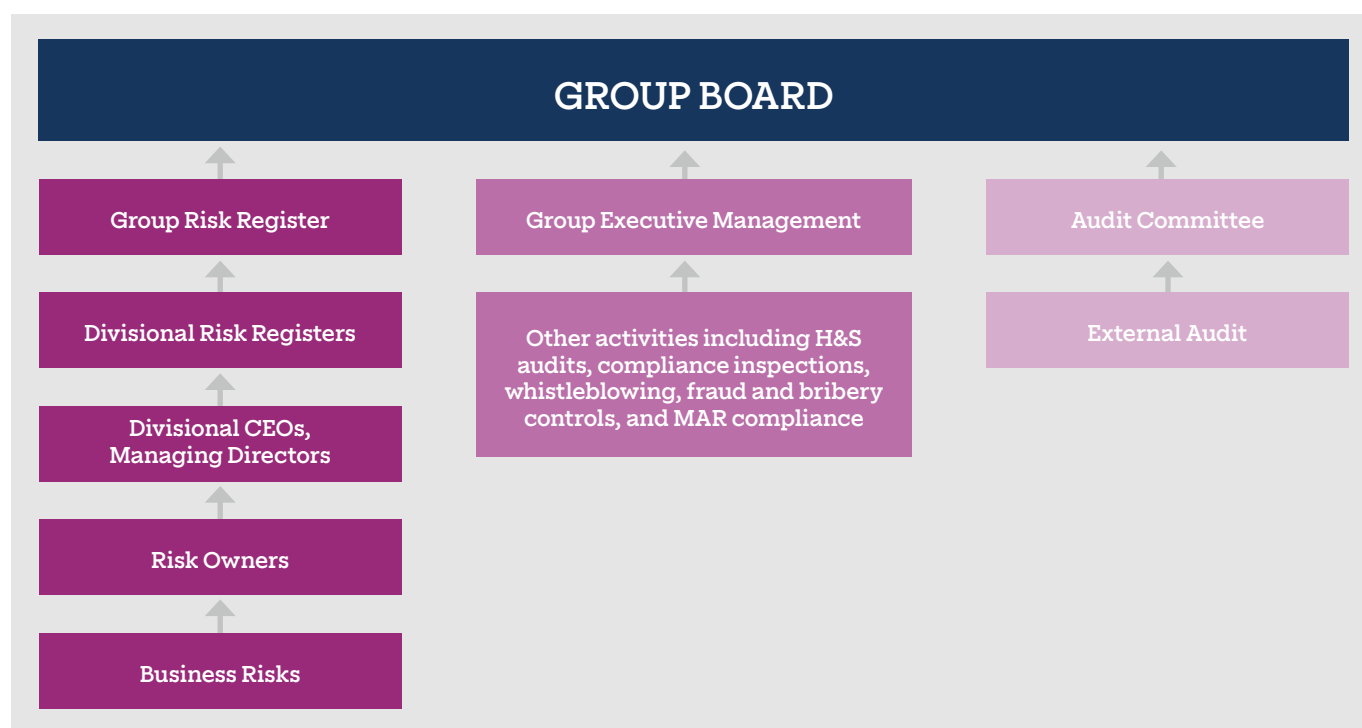 GROUP BOARD
Group Risk Register
Divisional Risk Registers
Divisional CEOs,
Managing Directors
Risk Owners
Business Risks
Group Executive Management
Other activities including H&S
audits, compliance inspections,
whistleblowing, fraud and bribery
controls, and MAR compliance
Audit Committee
External Audit